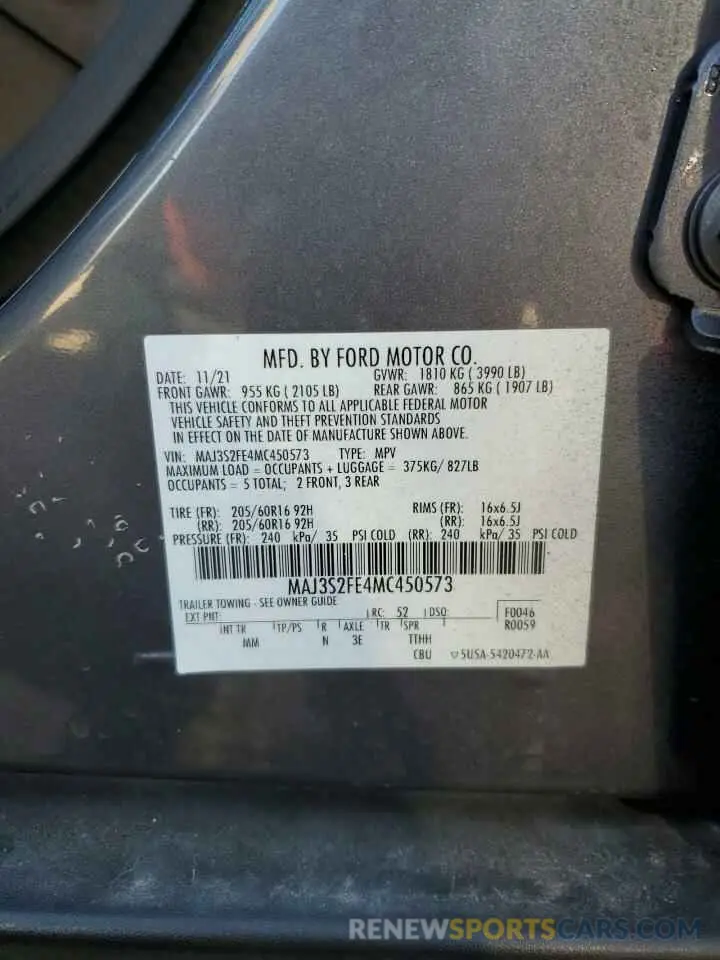 MFD. BY FORD MOTOR CO.
DATE: 11/21 GVWR: 1810 KG ( 3990 LB)
FRONT GAWR: 955 KG ( 2105 LB) REAR GAWR: 865 KG ( 1907 LB)
THIS VEHICLE CONFORMS TO ALL APPLICABLE FEDERAL MOTOR
VEHICLE SAFETY AND THEFT PREVENTION STANDARDS
IN EFFECT ON THE DATE OF MANUFACTURE SHOWN ABOVE.
VIN: MAJ3S2FE4MC450573 TYPE: MPV
MAXIMUM LOAD = OCCUPANTS + LUGGAGE = 375KG/ 827LB
OCCUPANTS = 5 TOTAL; 2 FRONT, 3 REAR
TIRE (FR): 205/60R16 92H RIMS (FR): 16x6.5J
(RR): 205/60R16 92H (RR): 16x6.5J
PRESSURE (FR): 240 kPa/ 35 PSI COLD (RR): 240 kPa/ 35 PSI COLD
MAJ3S2FE4MC450573
TRAILER TOWING - SEE OWNER GUIDE
EXT PNT: RC: 52 DSO: F0046
INT TR TP/PS R AXLE TR SPR R0059
MM N 3E TTHH
CBU 5USA-5420472-AA
RENEWSPORTSCARS.COM